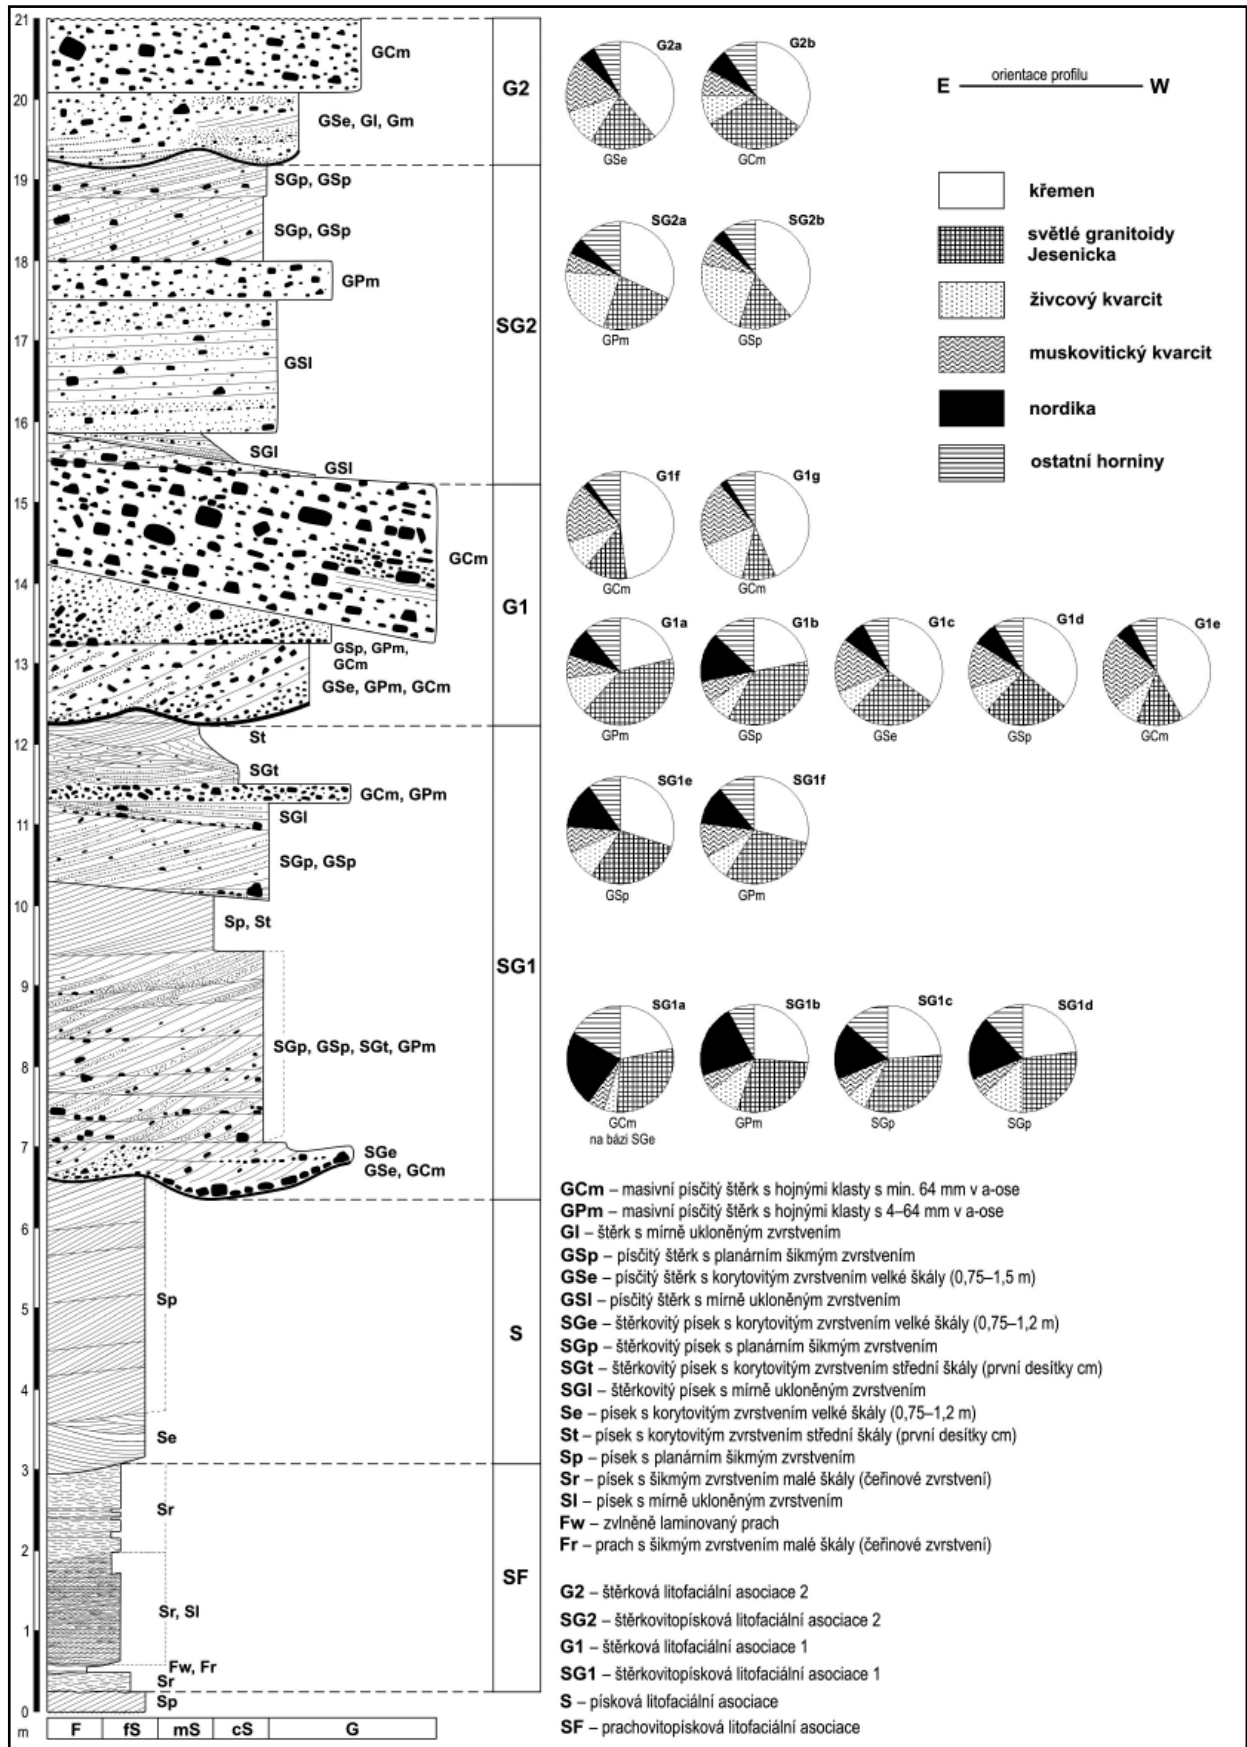 21
20
19
18
17
16
15
14
13
12
11
10
9
8
7
6
5
4
3
2
1
0
m
GCm
GSe, Gl, Gm
SGp, GSp
SGp, GSp
GPm
GSl
SGl
GSl
GCm
GSp, GPm,
GCm
GSe, GPm, GCm
St
SGt
GCm, GPm
SGl
SGp, GSp
Sp, St
SGp, GSp, SGt, GPm
SGe
GSe, GCm
Sp
Se
Sr
Sr, Sl
Fw, Fr
Sr
Sp
F fS mS cS G
G2
SG2
G1
SG1
S
SF
G2a G2b
GSe GCm
SG2a SG2b
GPm GSp
G1f G1g
GCm GCm
G1a G1b G1c G1d G1e
GPm GSp GSe GSp GCm
SG1e SG1f
GSp GPm
SG1a SG1b SG1c SG1d
GCm GPm SGp SGp
na bázi SGe
orientace profilu
E W
křemen
světlé granitoidy
Jesenicka
živcový kvarcit
muskovitický kvarcit
nordika
ostatní horniny
GCm – masivní písčitý štěrk s hojnými klasty s min. 64 mm v a-ose
GPm – masivní písčitý štěrk s hojnými klasty s 4–64 mm v a-ose
Gl – štěrk s mírně ukloněným zvrstvením
GSp – písčitý štěrk s planárním šikmým zvrstvením
GSe – písčitý štěrk s korytovitým zvrstvením velké škály (0,75–1,5 m)
GSl – písčitý štěrk s mírně ukloněným zvrstvením
SGe – štěrkovitý písek s korytovitým zvrstvením velké škály (0,75–1,2 m)
SGp – štěrkovitý písek s planárním šikmým zvrstvením
SGt – štěrkovitý písek s korytovitým zvrstvením střední škály (první desítky cm)
SGl – štěrkovitý písek s mírně ukloněným zvrstvením
Se – písek s korytovitým zvrstvením velké škály (0,75–1,2 m)
St – písek s korytovitým zvrstvením střední škály (první desítky cm)
Sp – písek s planárním šikmým zvrstvením
Sr – písek s šikmým zvrstvením malé škály (čeřinové zvrstvení)
Sl – písek s mírně ukloněným zvrstvením
Fw – zvlněně laminovaný prach
Fr – prach s šikmým zvrstvením malé škály (čeřinové zvrstvení)
G2 – štěrková litofaciální asociace 2
SG2 – štěrkovitopísková litofaciální asociace 2
G1 – štěrková litofaciální asociace 1
SG1 – štěrkovitopísková litofaciální asociace 1
S – písková litofaciální asociace
SF – prachovitopísková litofaciální asociace